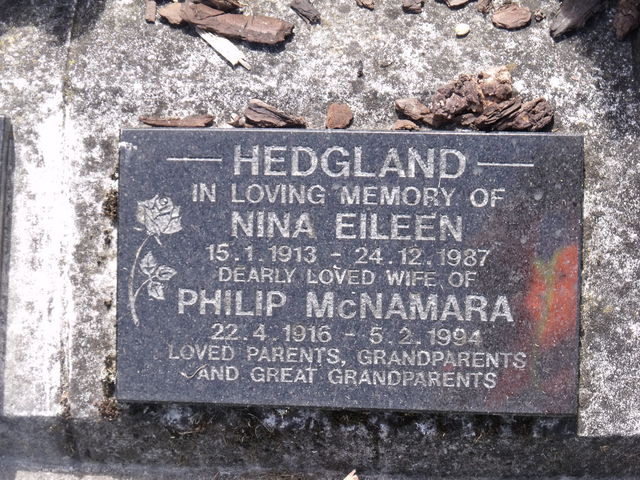 HEDGLAND
IN LOVING MEMORY OF
NINA EILEEN
15.1.1913 - 24.12.1987
DEARLY LOVED WIFE OF
PHILIP McNAMARA
22.4.1916 - 5.2.1994
LOVED PARENTS, GRANDPARENTS
AND GREAT GRANDPARENTS